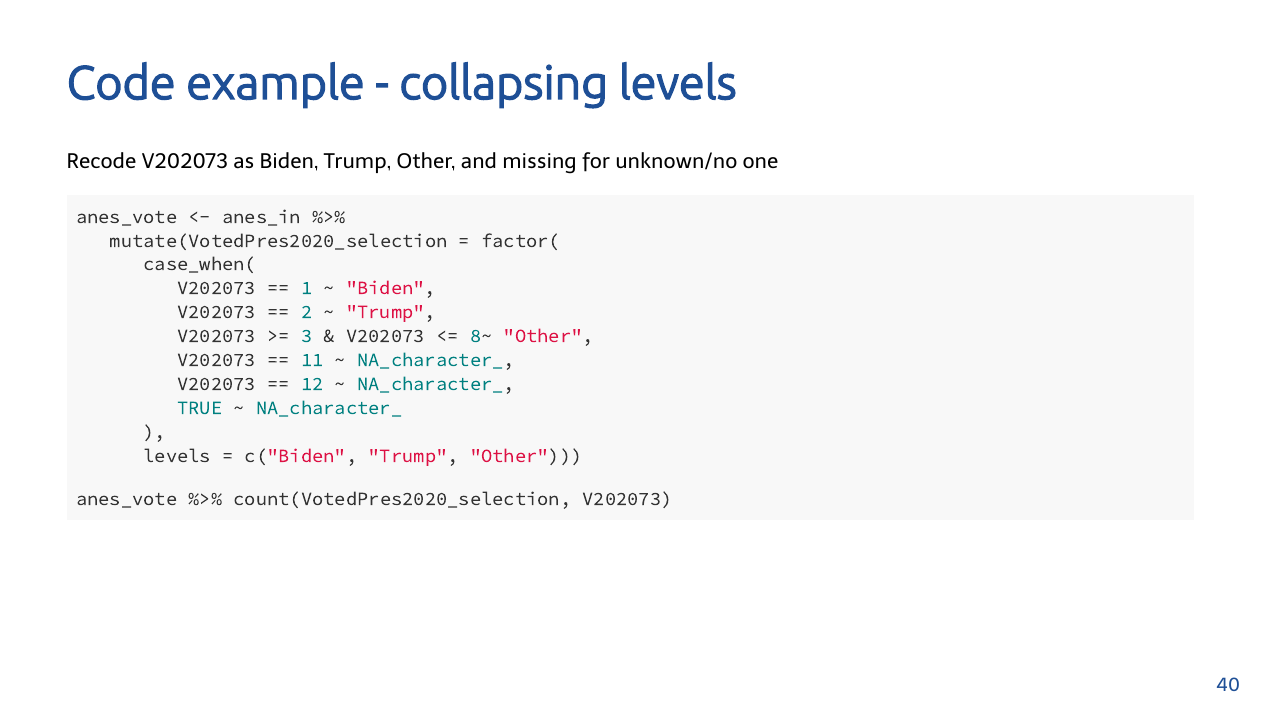 Code example - collapsing levels
Recode V202073 as Biden, Trump, Other, and missing for unknown/no one
anes_vote <- anes_in %>%
   mutate(VotedPres2020_selection = factor(
      case_when(
         V202073 == 1 ~ "Biden",
         V202073 == 2 ~ "Trump",
         V202073 >= 3 & V202073 <= 8~ "Other",
         V202073 == 11 ~ NA_character_,
         V202073 == 12 ~ NA_character_,
         TRUE ~ NA_character_
      ),
      levels = c("Biden", "Trump", "Other")))
anes_vote %>% count(VotedPres2020_selection, V202073)
40